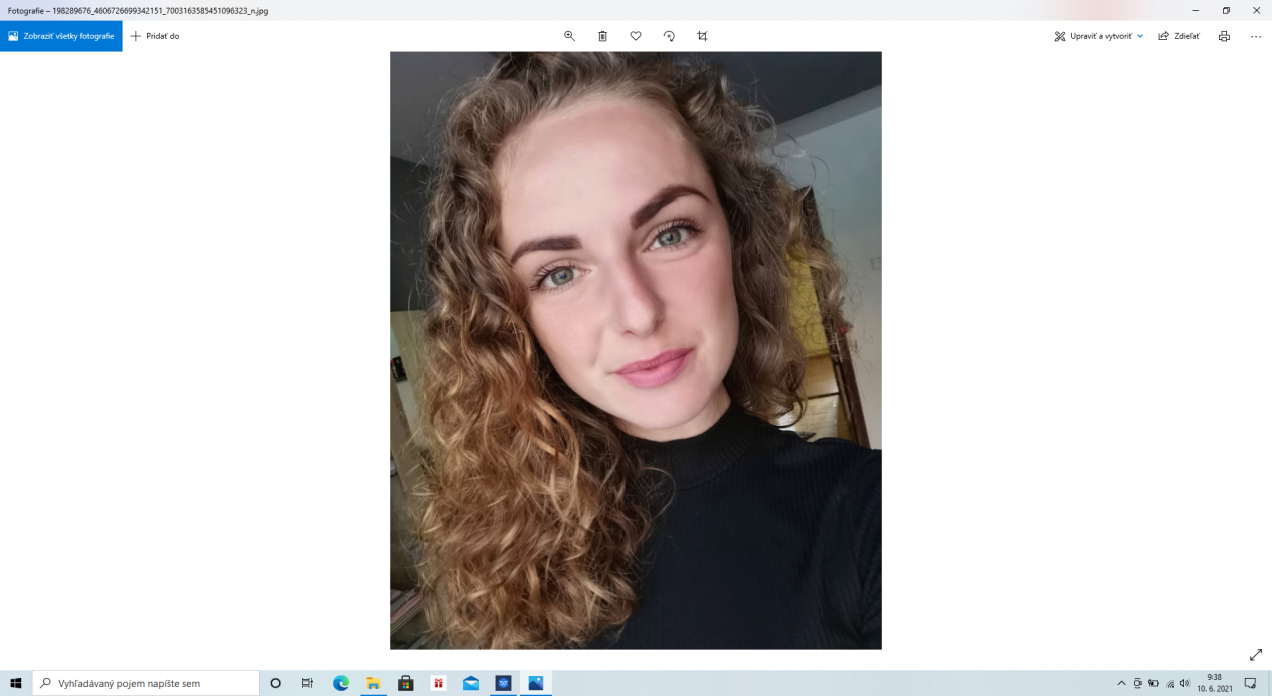 Fotografie – 198289676_4606726699342151_7003163585451096323_n.jpg
Zobraziť všetky fotografie
Pridať do
Upraviť a vytvoriť
Zdieľať
Vyhľadávaný pojem napíšte sem
9:38
10. 6. 2021